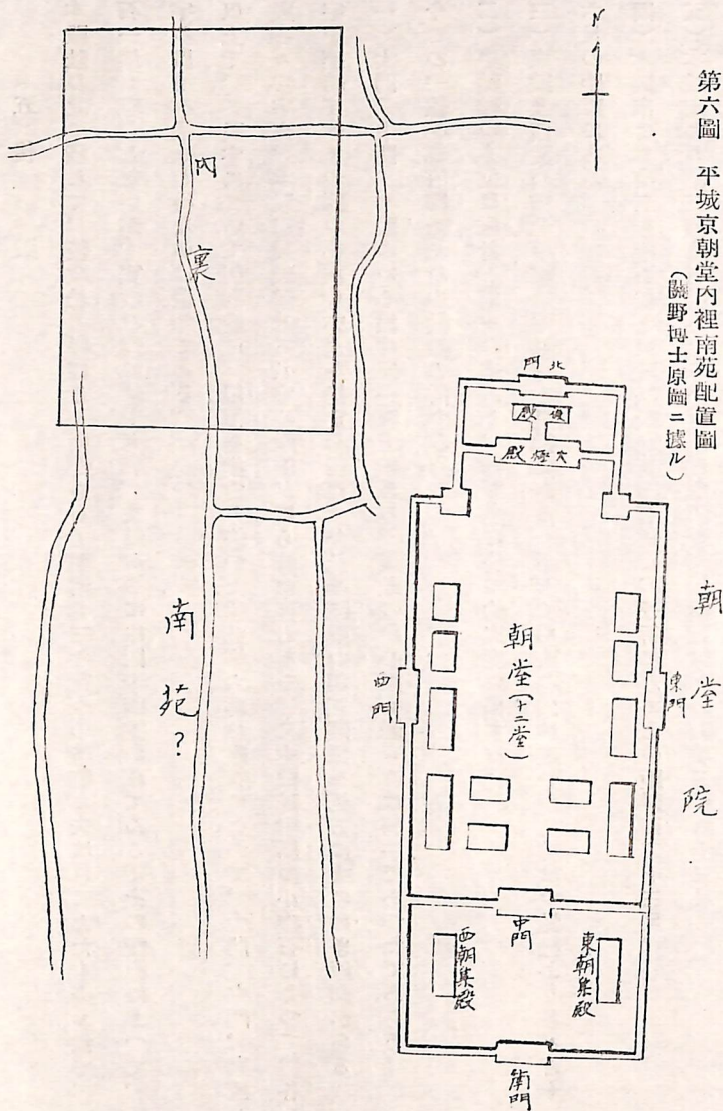 第六圖　平城京朝堂內裡南苑配置圖
(關野博士原圖ニ據ル)
N
內裏
南苑?
朝堂院
門北
殿後
殿極大
朝堂(十二堂)
西門
東門
中門
西朝集殿
東朝集殿
南門